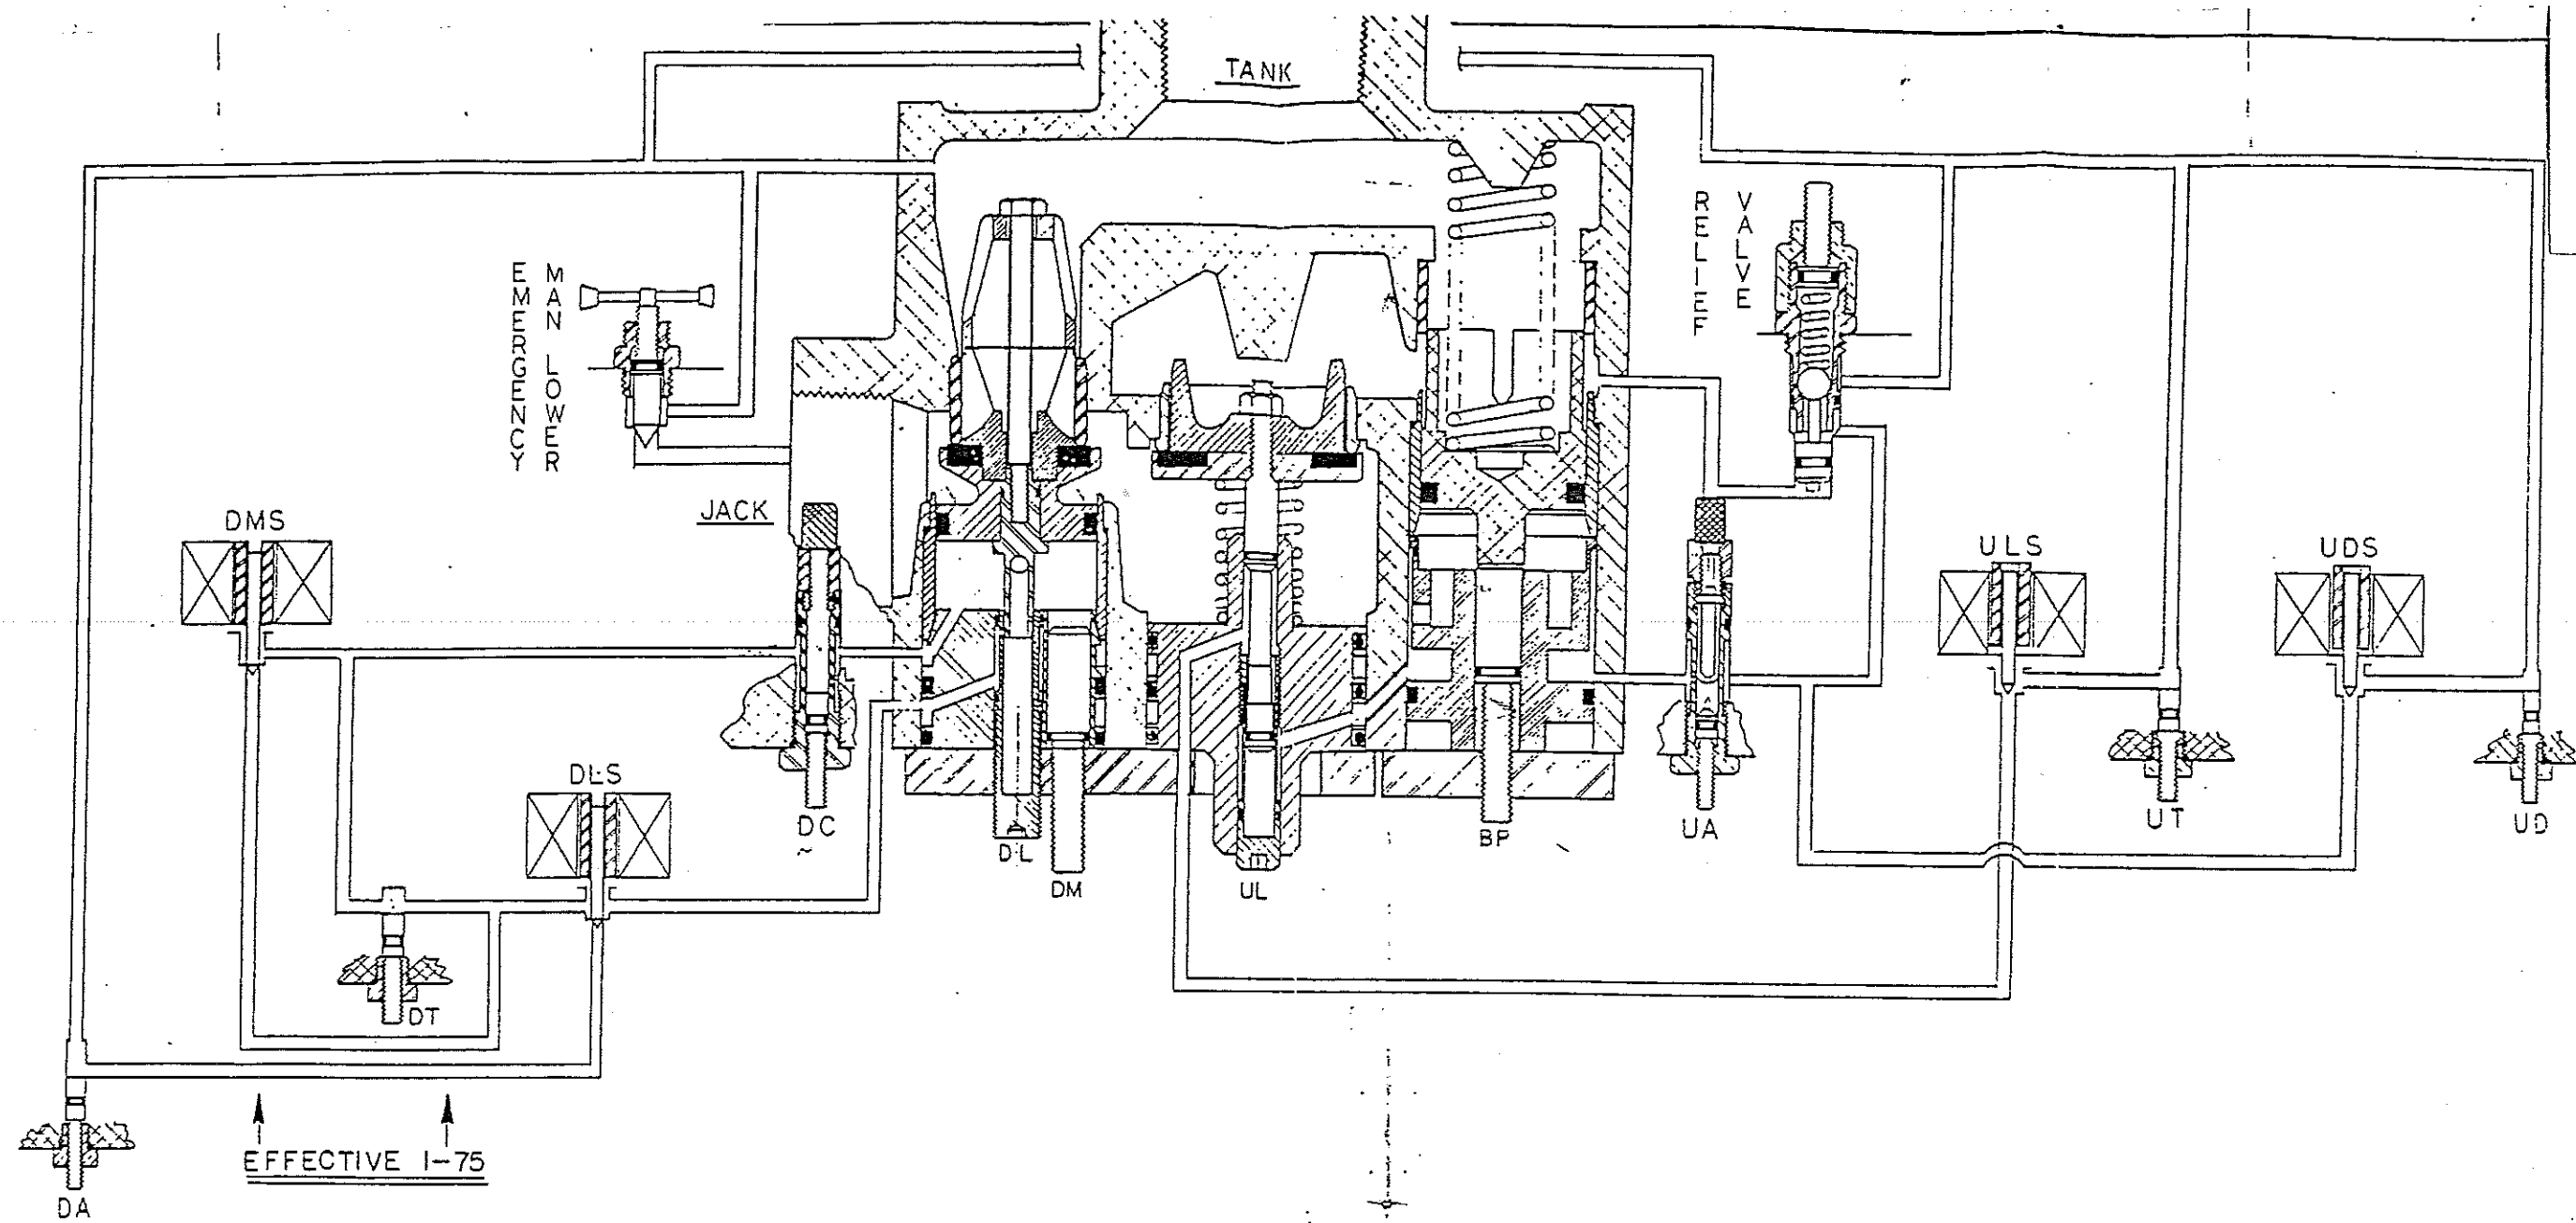 TANK
RELIEF
VALVE
EMERGENCY
MAN LOWER
JACK
DMS
ULS
UDS
DLS
DC
DL
DM
UL
BP
UA
UT
UD
DT
EFFECTIVE 1-75
DA